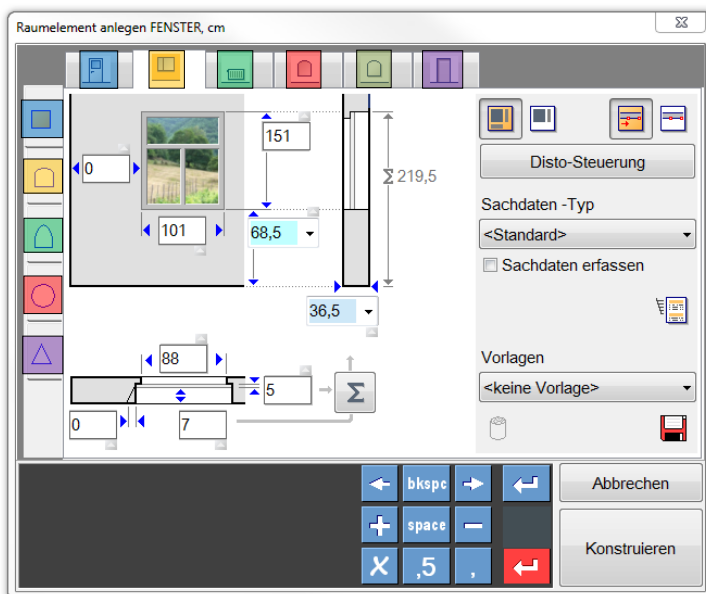 Raumelement anlegen FENSTER, cm
151
0
Σ 219,5
101
68,5
36,5
88
5
Σ
0
7
Disto-Steuerung
Sachdaten -Typ
<Standard>
Sachdaten erfassen
Vorlagen
<keine Vorlage>
bkspc
Abbrechen
+ space −
Konstruieren
X ,5 ,